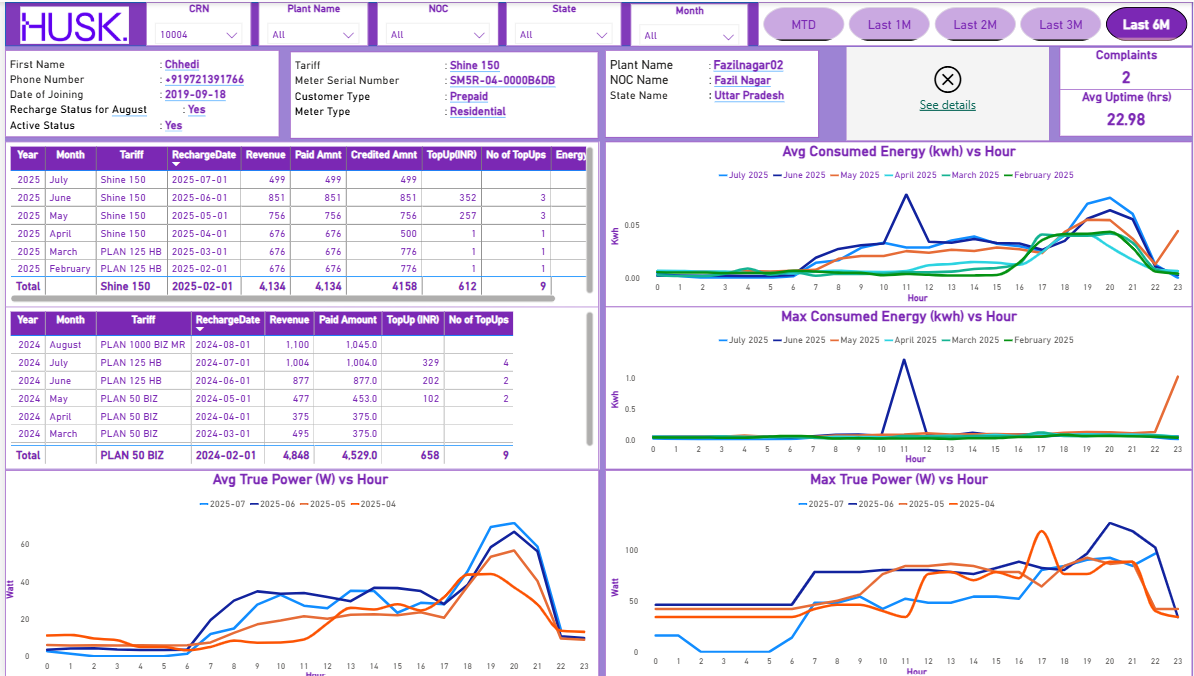 HUSK.
CRN
10004
Plant Name
All
NOC
All
State
All
Month
All
MTD
Last 1M
Last 2M
Last 3M
Last 6M
First Name : Chhedi
Phone Number : +919721391766
Date of Joining : 2019-09-18
Recharge Status for August : Yes
Active Status : Yes
Tariff : Shine 150
Meter Serial Number : SM5R-04-0000B6DB
Customer Type : Prepaid
Meter Type : Residential
Plant Name : Fazilnagar02
NOC Name : Fazil Nagar
State Name : Uttar Pradesh
See details
Complaints
2
Avg Uptime (hrs)
22.98
Year Month Tariff RechargeDate Revenue Paid Amnt Credited Amnt TopUp(INR) No of TopUps Energy
2025 July Shine 150 2025-07-01 499 499 499
2025 June Shine 150 2025-06-01 851 851 851 352 3
2025 May Shine 150 2025-05-01 756 756 756 257 3
2025 April Shine 150 2025-04-01 676 676 500 1 1
2025 March PLAN 125 HB 2025-03-01 676 676 776 1 1
2025 February PLAN 125 HB 2025-02-01 676 676 776 1 1
Total Shine 150 2025-02-01 4,134 4,134 4158 612 9
Avg Consumed Energy (kwh) vs Hour
July 2025 June 2025 May 2025 April 2025 March 2025 February 2025
Kwh
0.05
0.00
0 1 2 3 4 5 6 7 8 9 10 11 12 13 14 15 16 17 18 19 20 21 22 23
Hour
Year Month Tariff RechargeDate Revenue Paid Amount TopUp (INR) No of TopUps
2024 August PLAN 1000 BIZ MR 2024-08-01 1,100 1,045.0
2024 July PLAN 125 HB 2024-07-01 1,004 1,004.0 329 4
2024 June PLAN 125 HB 2024-06-01 877 877.0 202 2
2024 May PLAN 50 BIZ 2024-05-01 477 453.0 102 2
2024 April PLAN 50 BIZ 2024-04-01 375 375.0
2024 March PLAN 50 BIZ 2024-03-01 495 375.0
Total PLAN 50 BIZ 2024-02-01 4,848 4,529.0 658 9
Max Consumed Energy (kwh) vs Hour
July 2025 June 2025 May 2025 April 2025 March 2025 February 2025
Kwh
1.0
0.5
0.0
0 1 2 3 4 5 6 7 8 9 10 11 12 13 14 15 16 17 18 19 20 21 22 23
Hour
Avg True Power (W) vs Hour
2025-07 2025-06 2025-05 2025-04
Watt
60
40
20
0
0 1 2 3 4 5 6 7 8 9 10 11 12 13 14 15 16 17 18 19 20 21 22 23
Hour
Max True Power (W) vs Hour
2025-07 2025-06 2025-05 2025-04
Watt
100
50
0
0 1 2 3 4 5 6 7 8 9 10 11 12 13 14 15 16 17 18 19 20 21 22 23
Hour